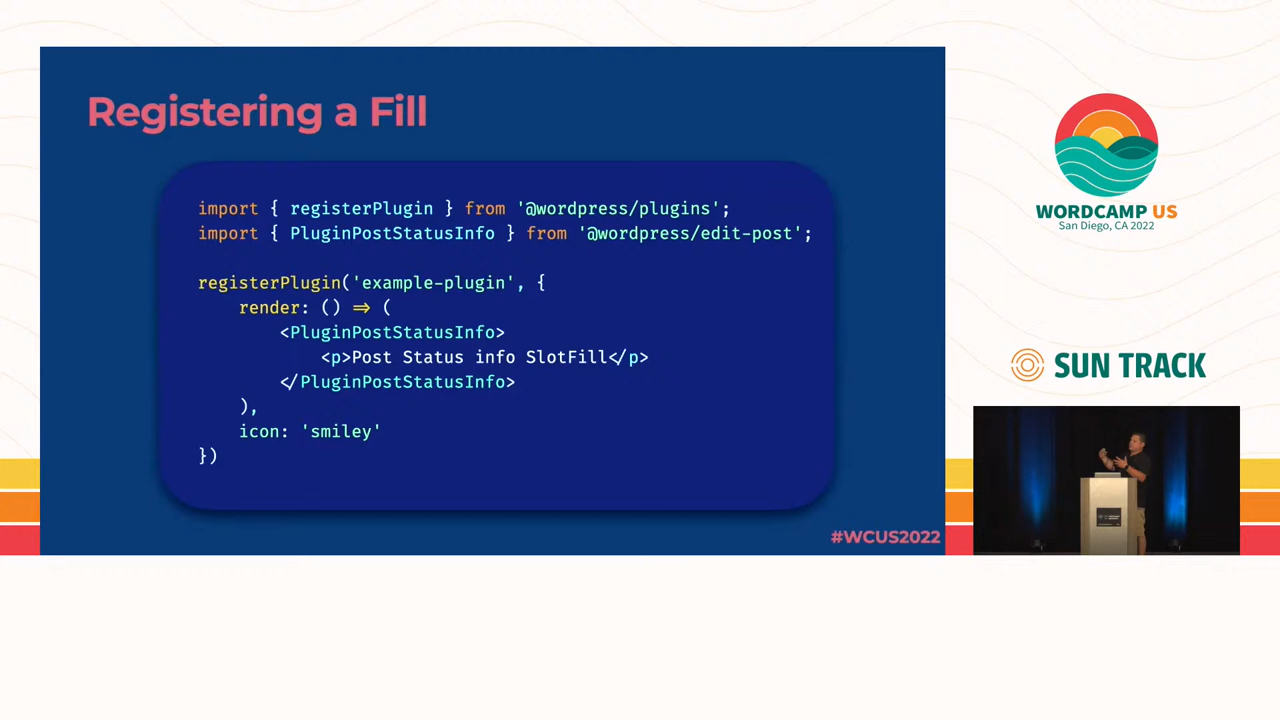 Registering a Fill
import { registerPlugin } from '@wordpress/plugins';
import { PluginPostStatusInfo } from '@wordpress/edit-post';
registerPlugin('example-plugin', {
render: () => (
<PluginPostStatusInfo>
<p>Post Status info SlotFill</p>
</PluginPostStatusInfo>
),
icon: 'smiley'
})
#WCUS2022
WORDCAMP US
San Diego, CA 2022
SUN TRACK